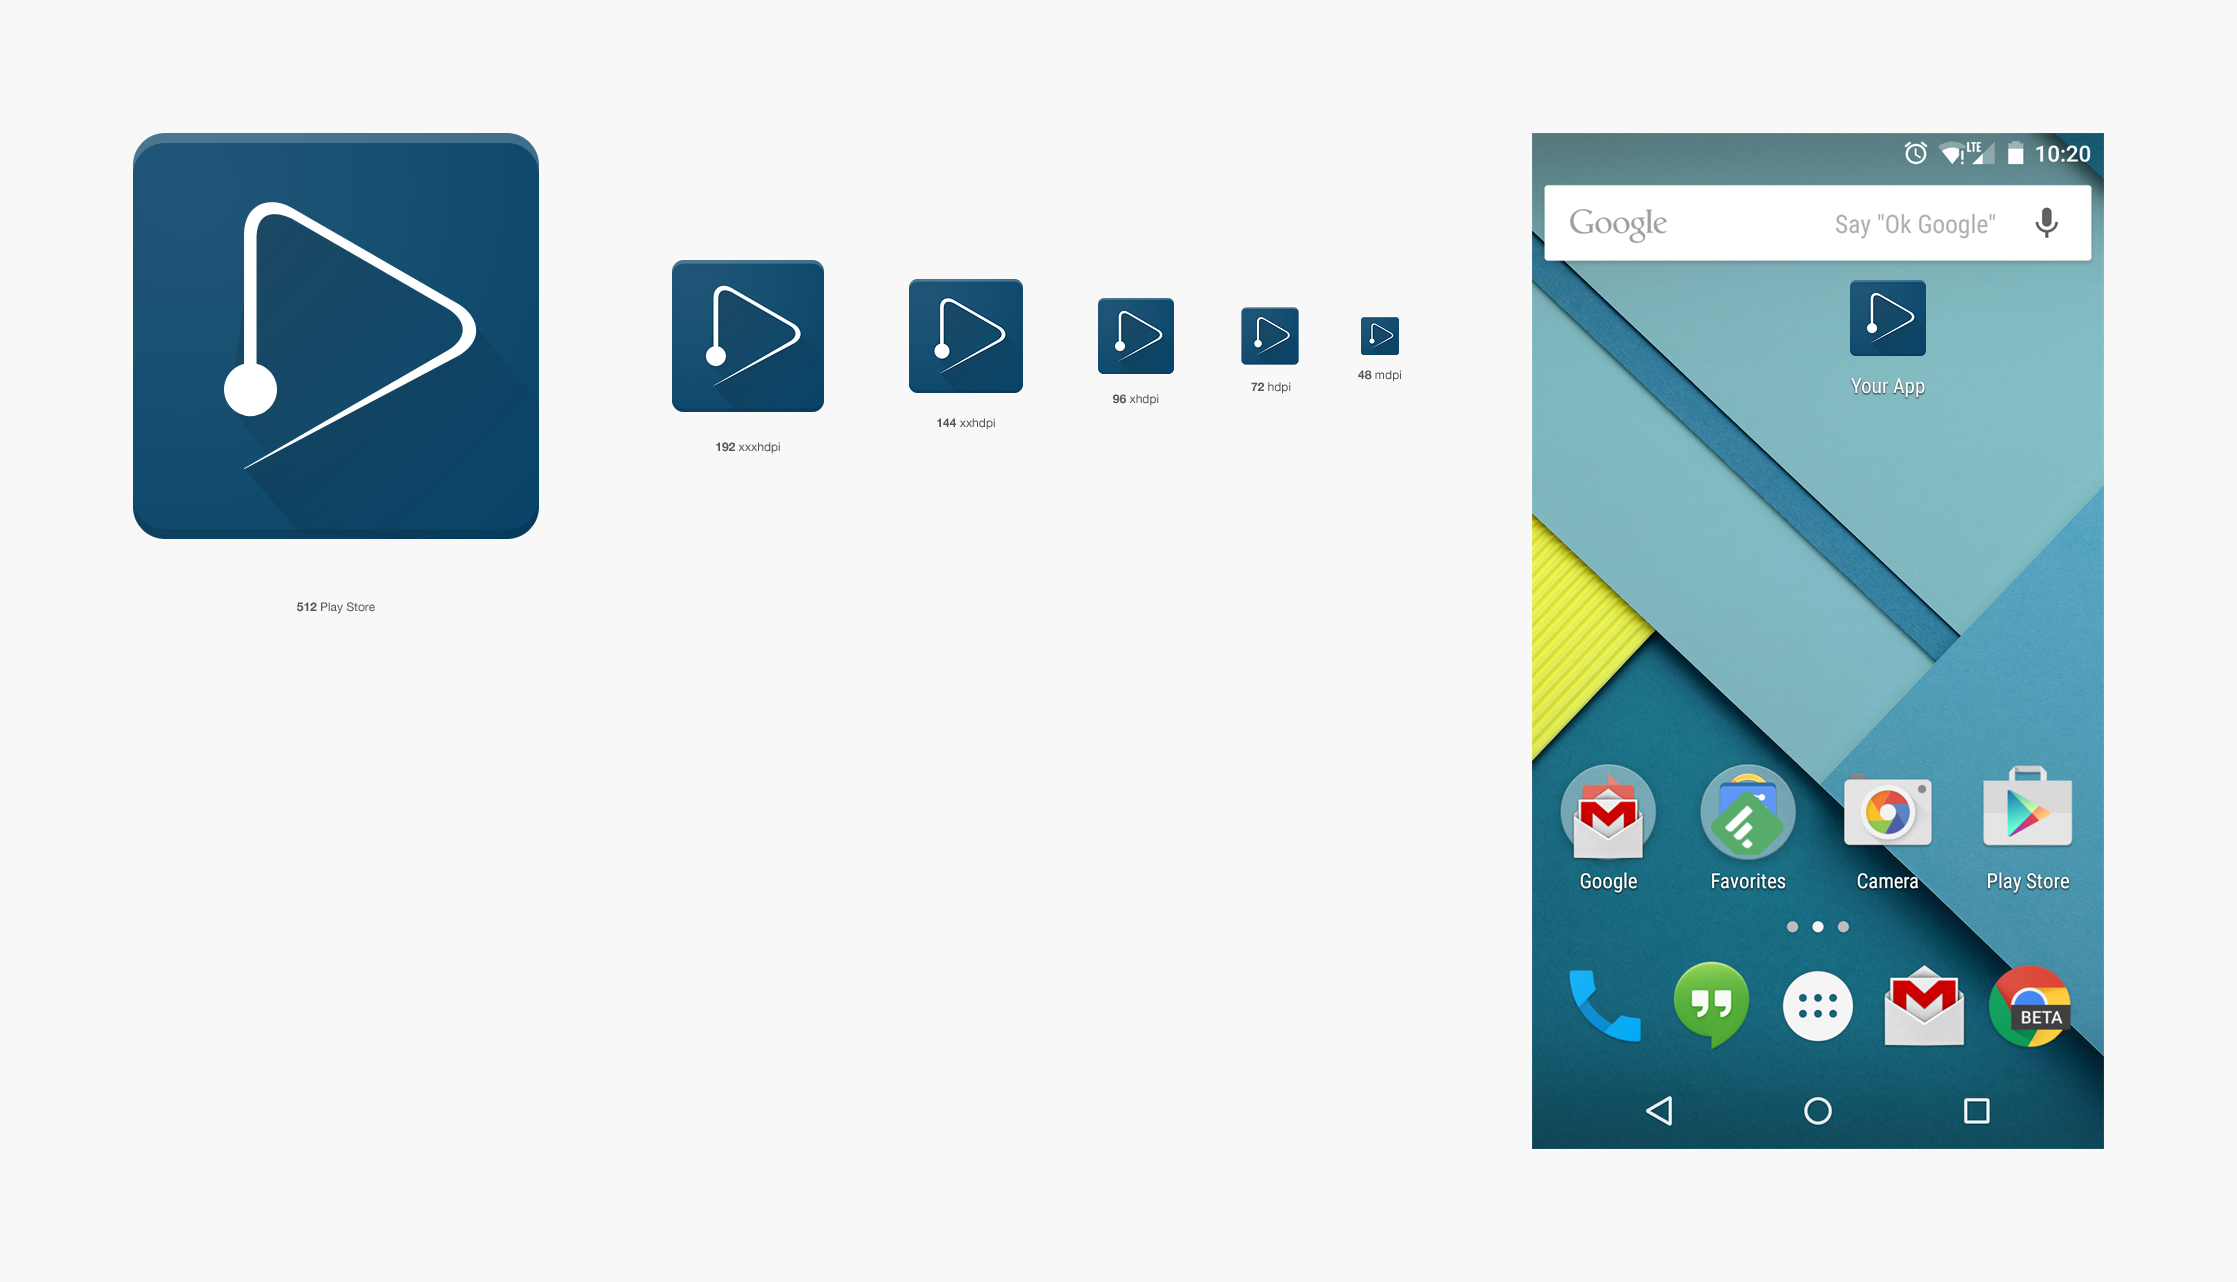 512 Play Store
192 xxxhdpi
144 xxhdpi
96 xhdpi
72 hdpi
48 mdpi
LTE 10:20
Google Say "Ok Google"
Your App
Google Favorites Camera Play Store
BETA